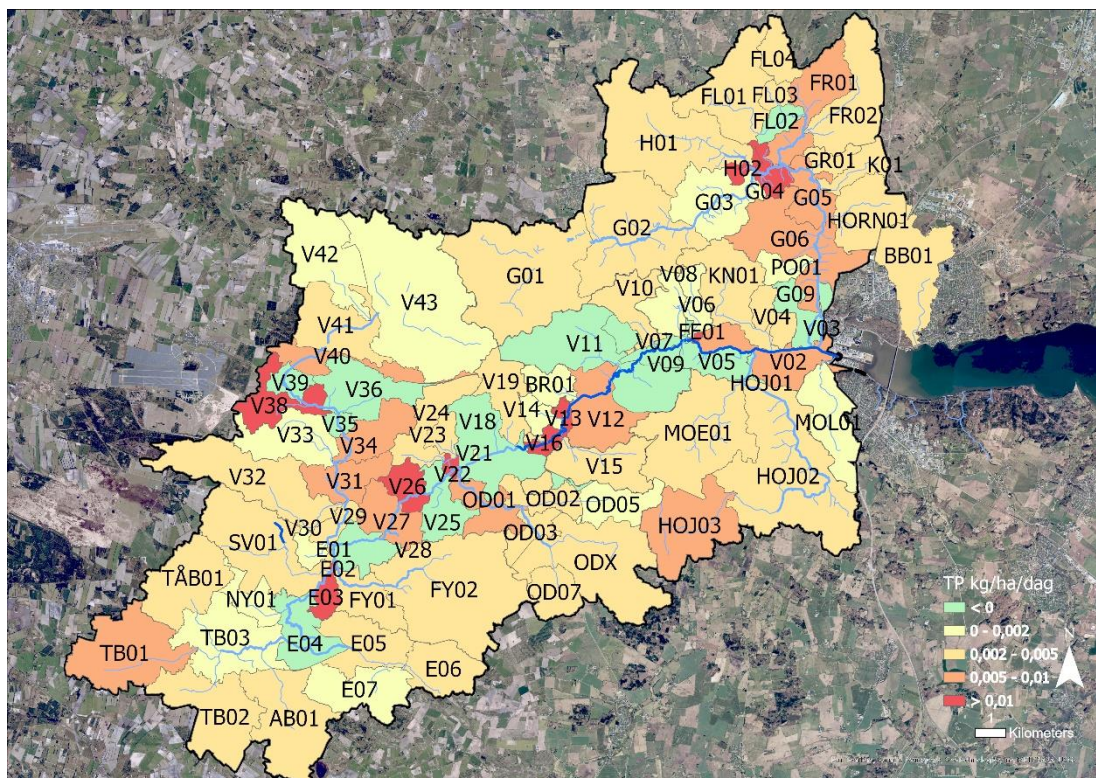 FL04
FR01
FL03
FL01
FL02
FR02
H01
GR01
K01
H02
G04
G03
G05
HORN01
G02
G06
V42
BB01
V08
KN01
PO01
G01
V10
G09
V43
V06
V04
V41
FE01
V03
V07
V11
V40
V02
V09
V05
V39
V36
BR01
HOJ01
V19
V38
V35
V24
V14
V18
V13
V12
MOL01
V33
V34
V23
MOE01
V16
V21
V15
HOJ02
V32
V31
V26
V22
OD01
OD02
OD05
V29
V27
V25
HOJ03
V30
OD03
SV01
E01
V28
E02
ODX
TÅB01
NY01
E03
FY01
FY02
OD07
TB03
E04
E05
TB01
E06
E07
TB02
AB01
TP kg/ha/dag
< 0
0 - 0,002
0,002 - 0,005
0,005 - 0,01
> 0,01
N
Kilometers